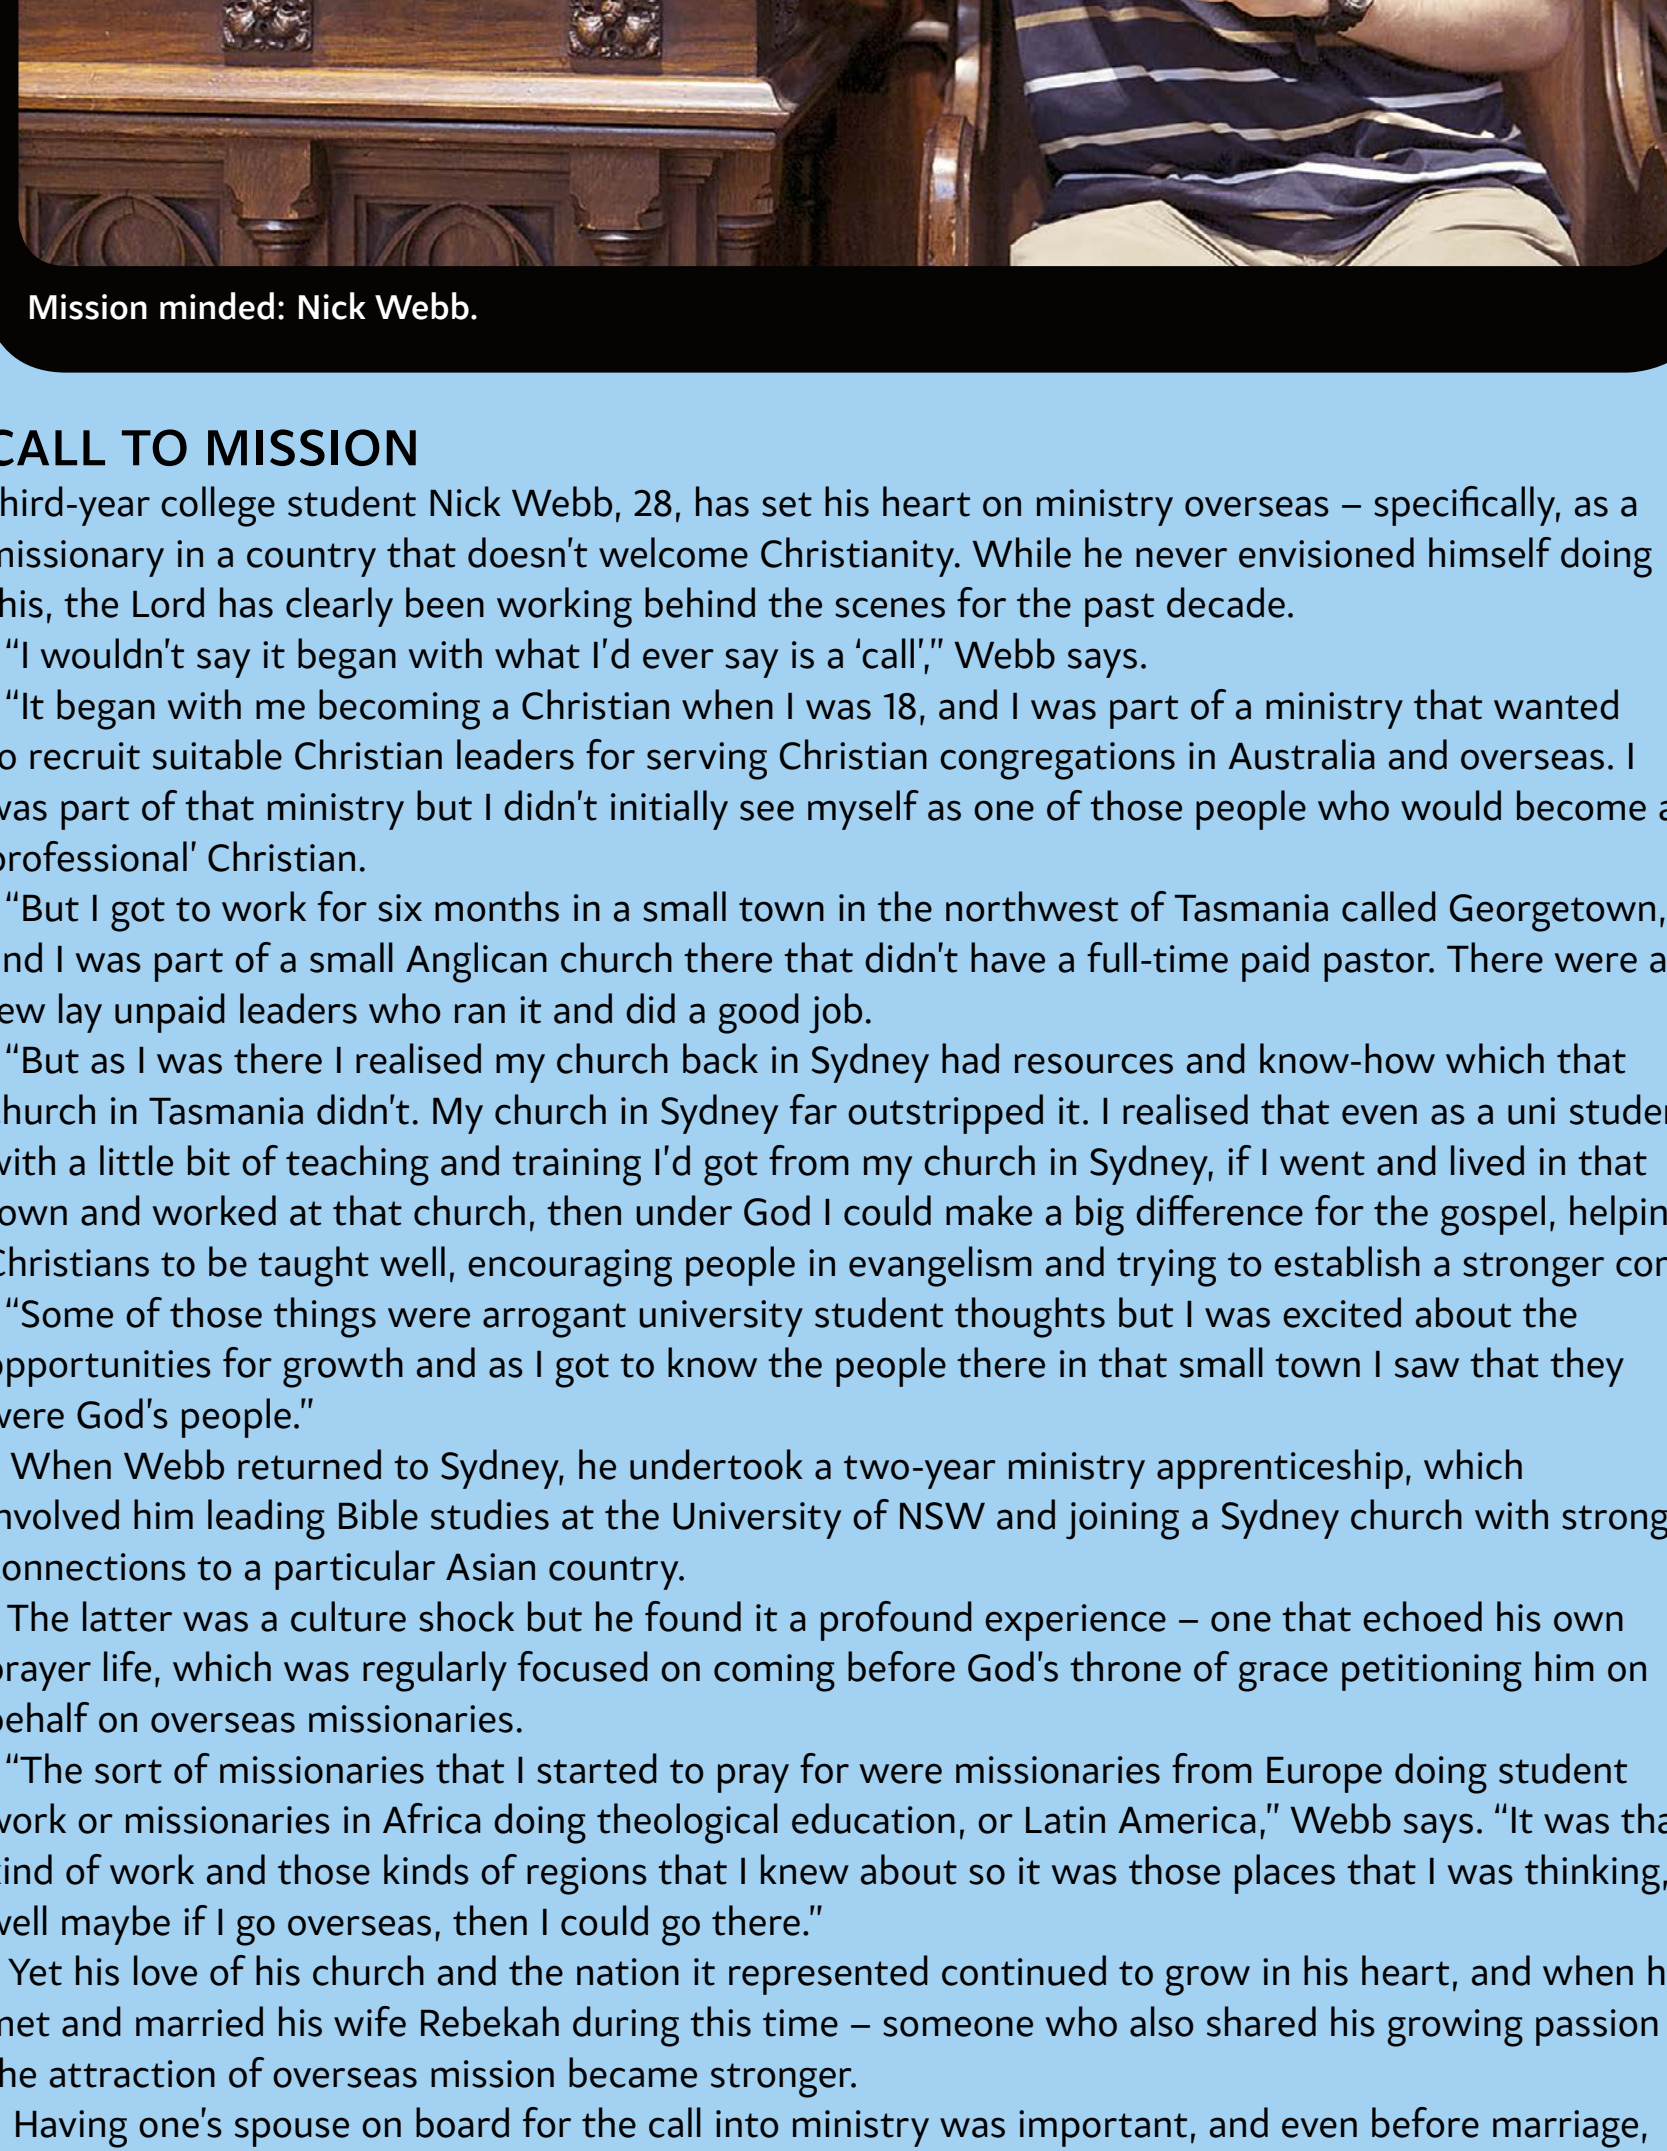 Mission minded: Nick Webb.
CALL TO MISSION
hird-year college student Nick Webb, 28, has set his heart on ministry overseas – specifically, as a
missionary in a country that doesn't welcome Christianity. While he never envisioned himself doing
his, the Lord has clearly been working behind the scenes for the past decade.
“I wouldn't say it began with what I'd ever say is a ‘call’,” Webb says.
“It began with me becoming a Christian when I was 18, and I was part of a ministry that wanted
o recruit suitable Christian leaders for serving Christian congregations in Australia and overseas. I
was part of that ministry but I didn't initially see myself as one of those people who would become a
professional’ Christian.
“But I got to work for six months in a small town in the northwest of Tasmania called Georgetown,
nd I was part of a small Anglican church there that didn't have a full-time paid pastor. There were a
ew lay unpaid leaders who ran it and did a good job.
“But as I was there I realised my church back in Sydney had resources and know-how which that
hurch in Tasmania didn't. My church in Sydney far outstripped it. I realised that even as a uni studen
with a little bit of teaching and training I'd got from my church in Sydney, if I went and lived in that
own and worked at that church, then under God I could make a big difference for the gospel, helpin
Christians to be taught well, encouraging people in evangelism and trying to establish a stronger con
“Some of those things were arrogant university student thoughts but I was excited about the
opportunities for growth and as I got to know the people there in that small town I saw that they
were God's people.”
When Webb returned to Sydney, he undertook a two-year ministry apprenticeship, which
nvolved him leading Bible studies at the University of NSW and joining a Sydney church with strong
onnections to a particular Asian country.
The latter was a culture shock but he found it a profound experience – one that echoed his own
prayer life, which was regularly focused on coming before God's throne of grace petitioning him on
behalf on overseas missionaries.
“The sort of missionaries that I started to pray for were missionaries from Europe doing student
work or missionaries in Africa doing theological education, or Latin America,” Webb says. “It was tha
kind of work and those kinds of regions that I knew about so it was those places that I was thinking,
well maybe if I go overseas, then I could go there.”
Yet his love of his church and the nation it represented continued to grow in his heart, and when h
met and married his wife Rebekah during this time – someone who also shared his growing passion
he attraction of overseas mission became stronger.
Having one's spouse on board for the call into ministry was important, and even before marriage,